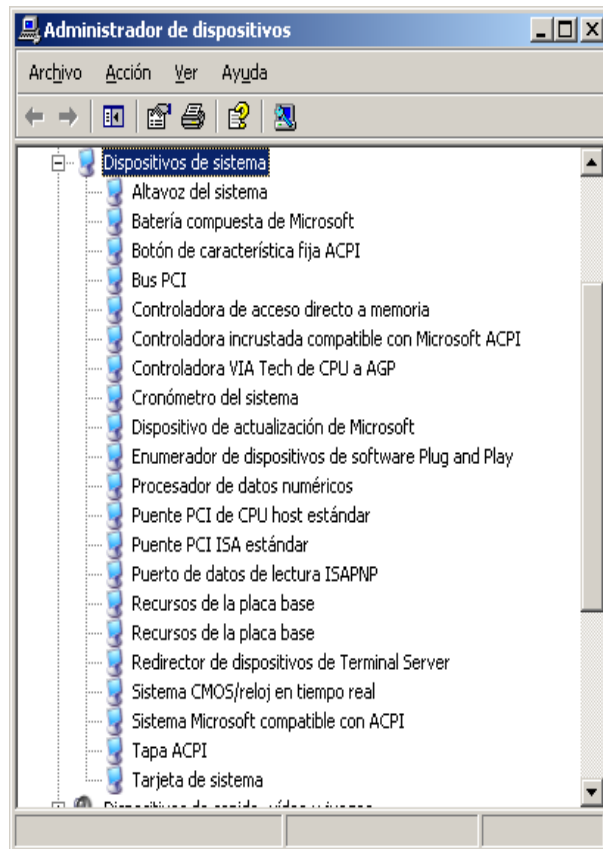 Administrador de dispositivos
Archivo Acción Ver Ayuda
Dispositivos de sistema
Altavoz del sistema
Batería compuesta de Microsoft
Botón de característica fija ACPI
Bus PCI
Controladora de acceso directo a memoria
Controladora incrustada compatible con Microsoft ACPI
Controladora VIA Tech de CPU a AGP
Cronómetro del sistema
Dispositivo de actualización de Microsoft
Enumerador de dispositivos de software Plug and Play
Procesador de datos numéricos
Puente PCI de CPU host estándar
Puente PCI ISA estándar
Puerto de datos de lectura ISAPNP
Recursos de la placa base
Recursos de la placa base
Redirector de dispositivos de Terminal Server
Sistema CMOS/reloj en tiempo real
Sistema Microsoft compatible con ACPI
Tapa ACPI
Tarjeta de sistema
Dispositivos de sonido, vídeo y juegos